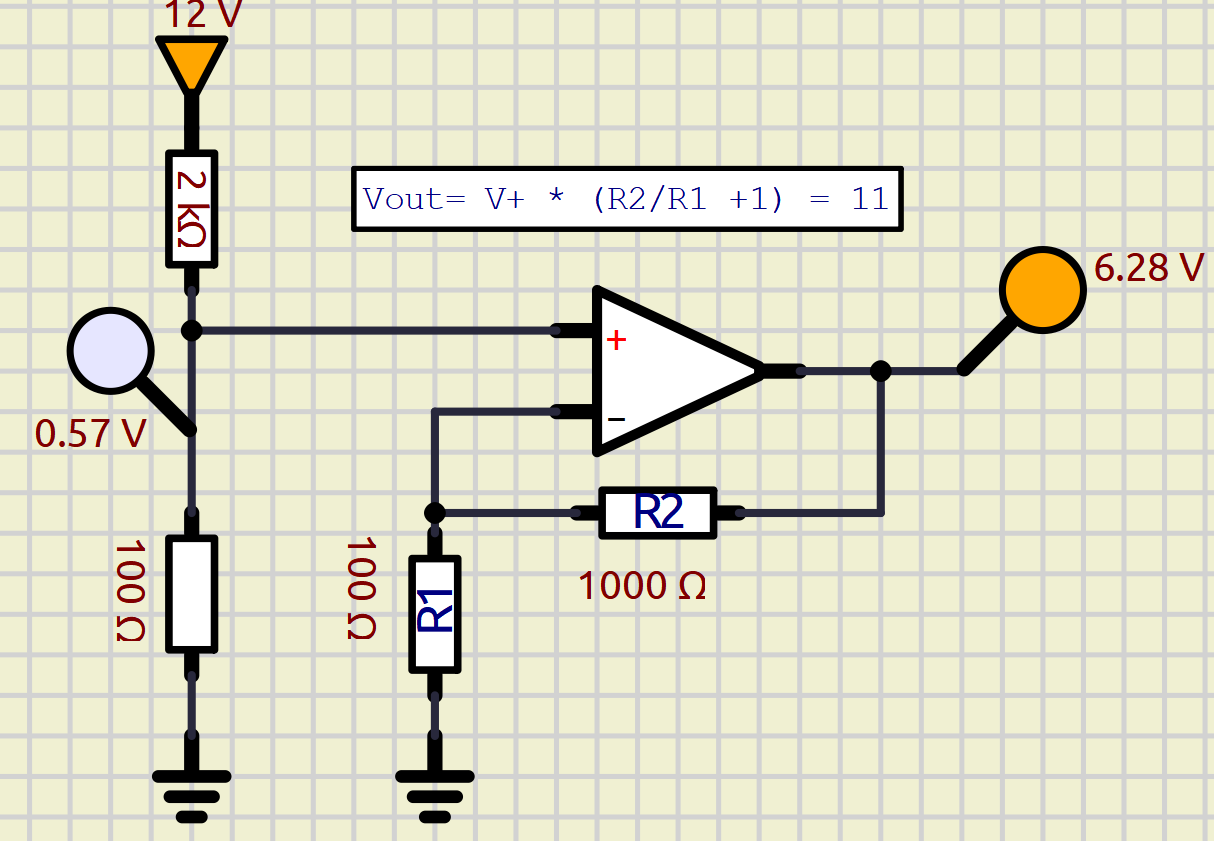 12 V
2 kΩ
Vout= V+ * (R2/R1 +1) = 11
6.28 V
+
0.57 V
−
R2
100 Ω
100 Ω
R1
1000 Ω